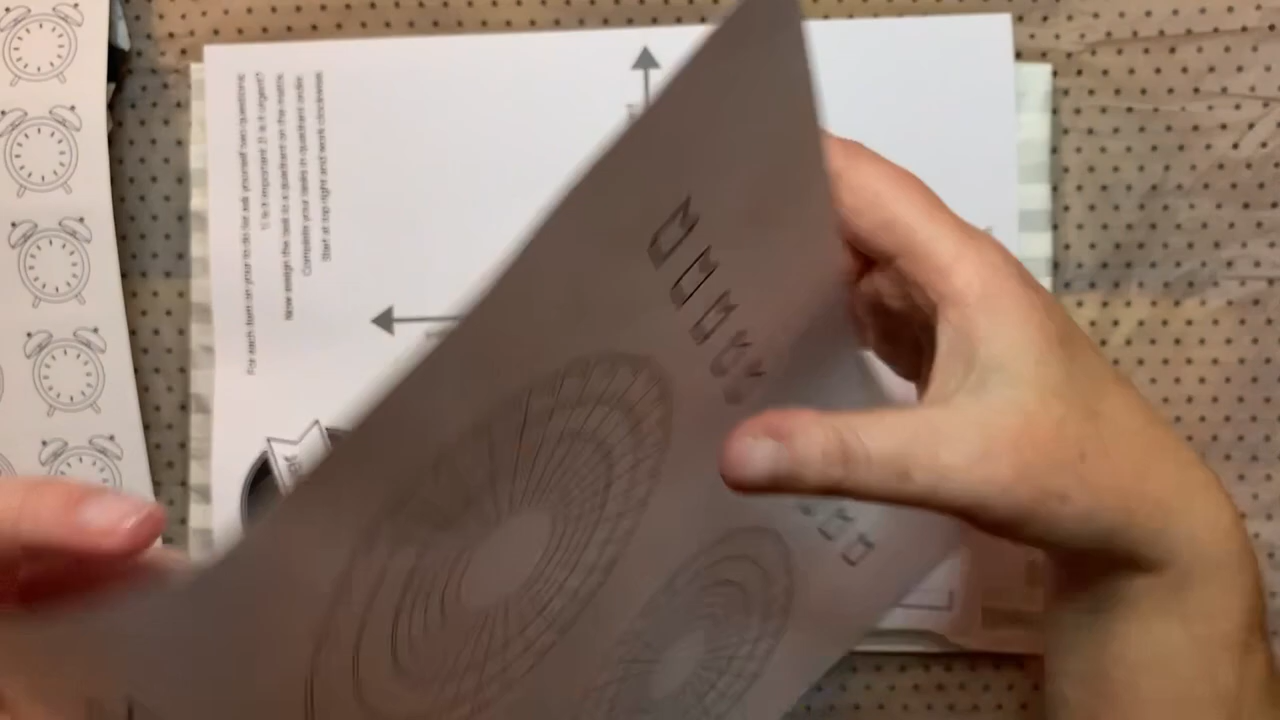 For each item on your to do list ask yourself two questions:
1. Is it important? 2. Is it urgent?
Now assign the task to a quadrant on the matrix.
Complete your tasks in quadrant order.
Start at top right and work clockwise.